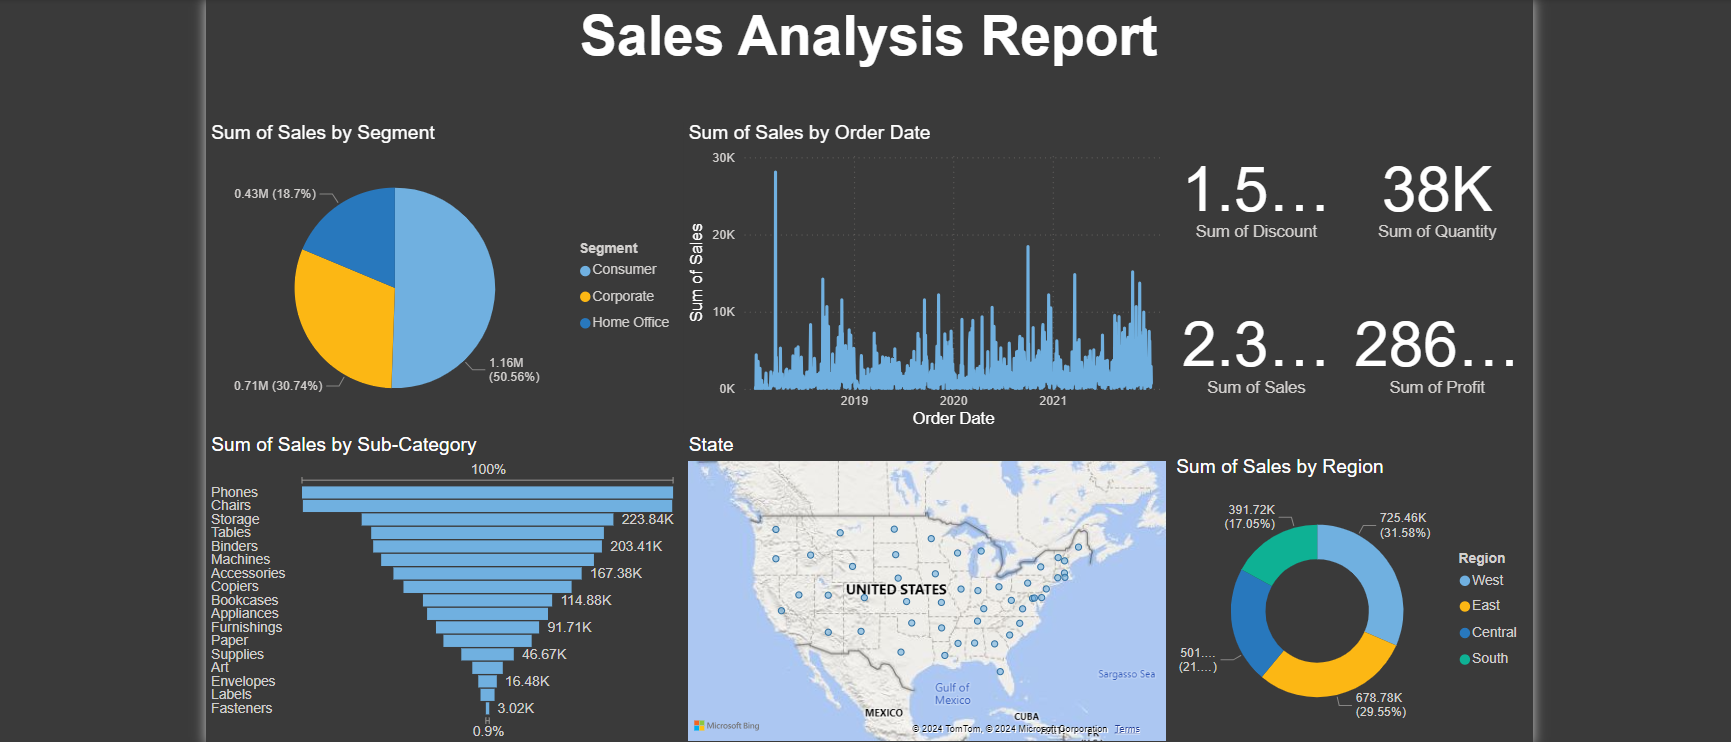 Sales Analysis Report
Sum of Sales by Segment
0.43M (18.7%)
0.71M (30.74%)
1.16M
(50.56%)
Segment
Consumer
Corporate
Home Office
Sum of Sales by Order Date
Sum of Sales
30K
20K
10K
0K
2019
2020
2021
Order Date
1.5...
Sum of Discount
38K
Sum of Quantity
2.3...
Sum of Sales
286...
Sum of Profit
Sum of Sales by Sub-Category
100%
Phones
Chairs
Storage
223.84K
Tables
Binders
203.41K
Machines
Accessories
167.38K
Copiers
Bookcases
114.88K
Appliances
Furnishings
91.71K
Paper
Supplies
46.67K
Art
Envelopes
16.48K
Labels
Fasteners
3.02K
0.9%
State
UNITED STATES
Sargasso Sea
Gulf of
Mexico
MEXICO
CUBA
Microsoft Bing
© 2024 TomTom, © 2024 Microsoft Corporation
Terms
Sum of Sales by Region
391.72K
(17.05%)
725.46K
(31.58%)
501....
(21....)
678.78K
(29.55%)
Region
West
East
Central
South